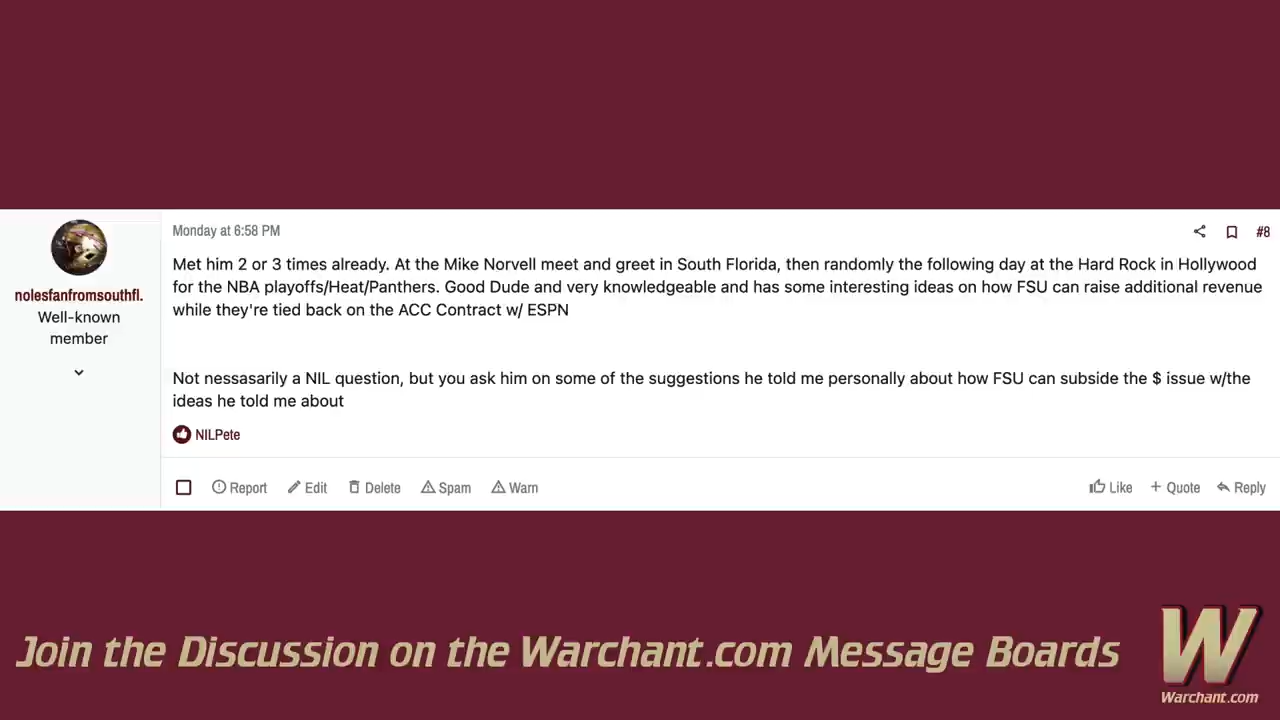 Monday at 6:58 PM
#8
nolesfanfromsouthfl.
Well-known
member
Met him 2 or 3 times already. At the Mike Norvell meet and greet in South Florida, then randomly the following day at the Hard Rock in Hollywood
for the NBA playoffs/Heat/Panthers. Good Dude and very knowledgeable and has some interesting ideas on how FSU can raise additional revenue
while they're tied back on the ACC Contract w/ ESPN
Not nessasarily a NIL question, but you ask him on some of the suggestions he told me personally about how FSU can subside the $ issue w/the
ideas he told me about
NILPete
Report Edit Delete Spam Warn Like + Quote Reply
Join the Discussion on the Warchant.com Message Boards
W
Warchant.com